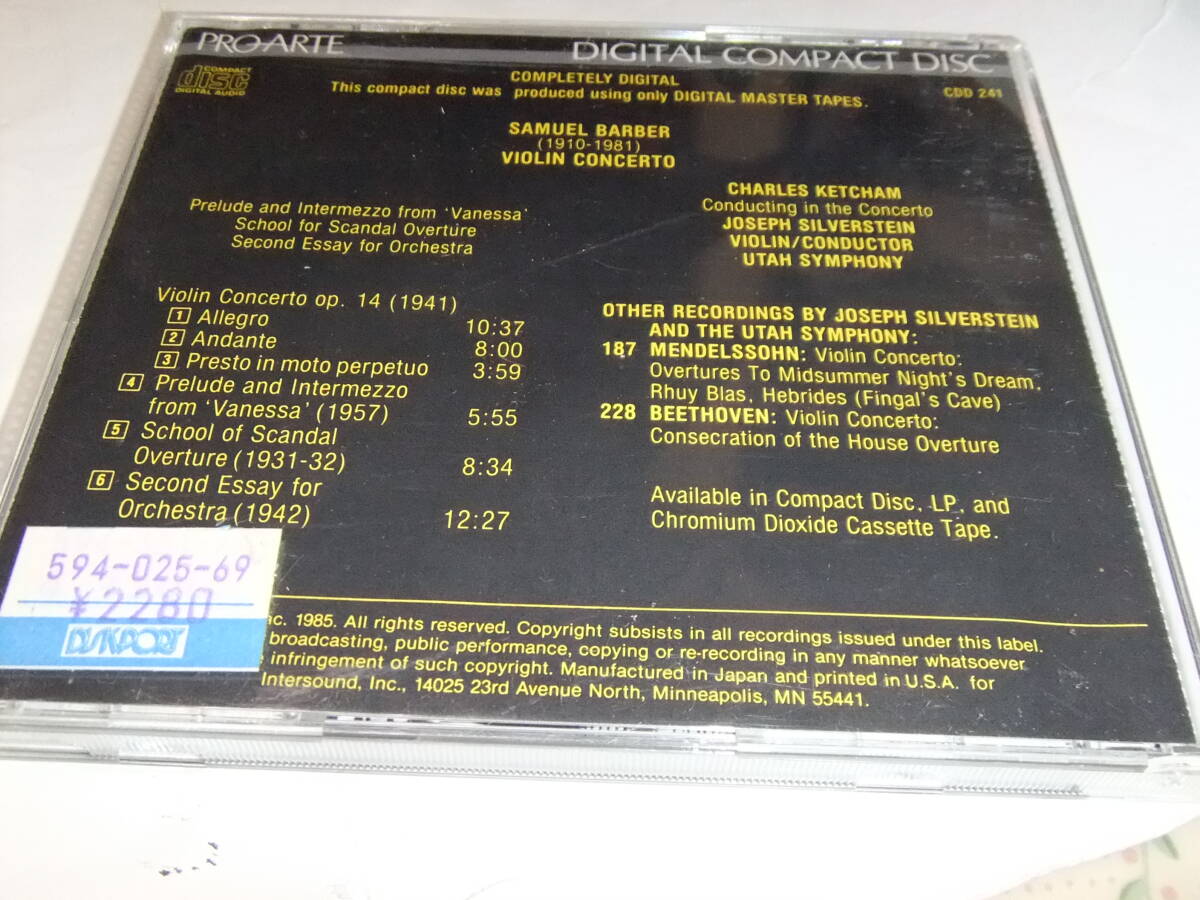 PRO-ARTE
DIGITAL COMPACT DISC
COMPACT
disc
DIGITAL AUDIO
COMPLETELY DIGITAL
This compact disc was produced using only DIGITAL MASTER TAPES.
CDD 241
SAMUEL BARBER
(1910-1981)
VIOLIN CONCERTO
Prelude and Intermezzo from 'Vanessa'
School for Scandal Overture
Second Essay for Orchestra
CHARLES KETCHAM
Conducting in the Concerto
JOSEPH SILVERSTEIN
VIOLIN/CONDUCTOR
UTAH SYMPHONY
Violin Concerto op. 14 (1941)
1 Allegro 10:37
2 Andante 8:00
3 Presto in moto perpetuo 3:59
4 Prelude and Intermezzo
from 'Vanessa' (1957) 5:55
5 School of Scandal
Overture (1931-32) 8:34
6 Second Essay for
Orchestra (1942) 12:27
OTHER RECORDINGS BY JOSEPH SILVERSTEIN
AND THE UTAH SYMPHONY:
187 MENDELSSOHN: Violin Concerto:
Overtures To Midsummer Night's Dream,
Rhuy Blas, Hebrides (Fingal's Cave)
228 BEETHOVEN: Violin Concerto:
Consecration of the House Overture
Available in Compact Disc, LP, and
Chromium Dioxide Cassette Tape.
594-025-69
¥2280
DISKPORT
nc. 1985. All rights reserved. Copyright subsists in all recordings issued under this label.
broadcasting, public performance, copying or re-recording in any manner whatsoever
infringement of such copyright. Manufactured in Japan and printed in U.S.A. for
Intersound, Inc., 14025 23rd Avenue North, Minneapolis, MN 55441.